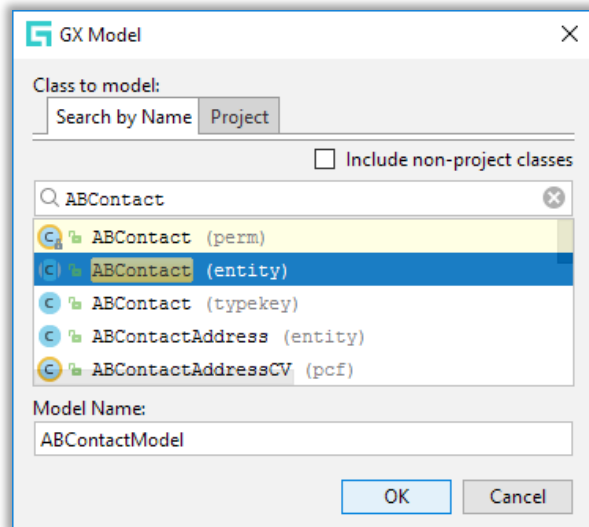 GX Model
Class to model:
Search by Name Project
Include non-project classes
ABContact
ABContact (perm)
ABContact (entity)
ABContact (typekey)
ABContactAddress (entity)
ABContactAddressCV (pcf)
Model Name:
ABContactModel
OK Cancel